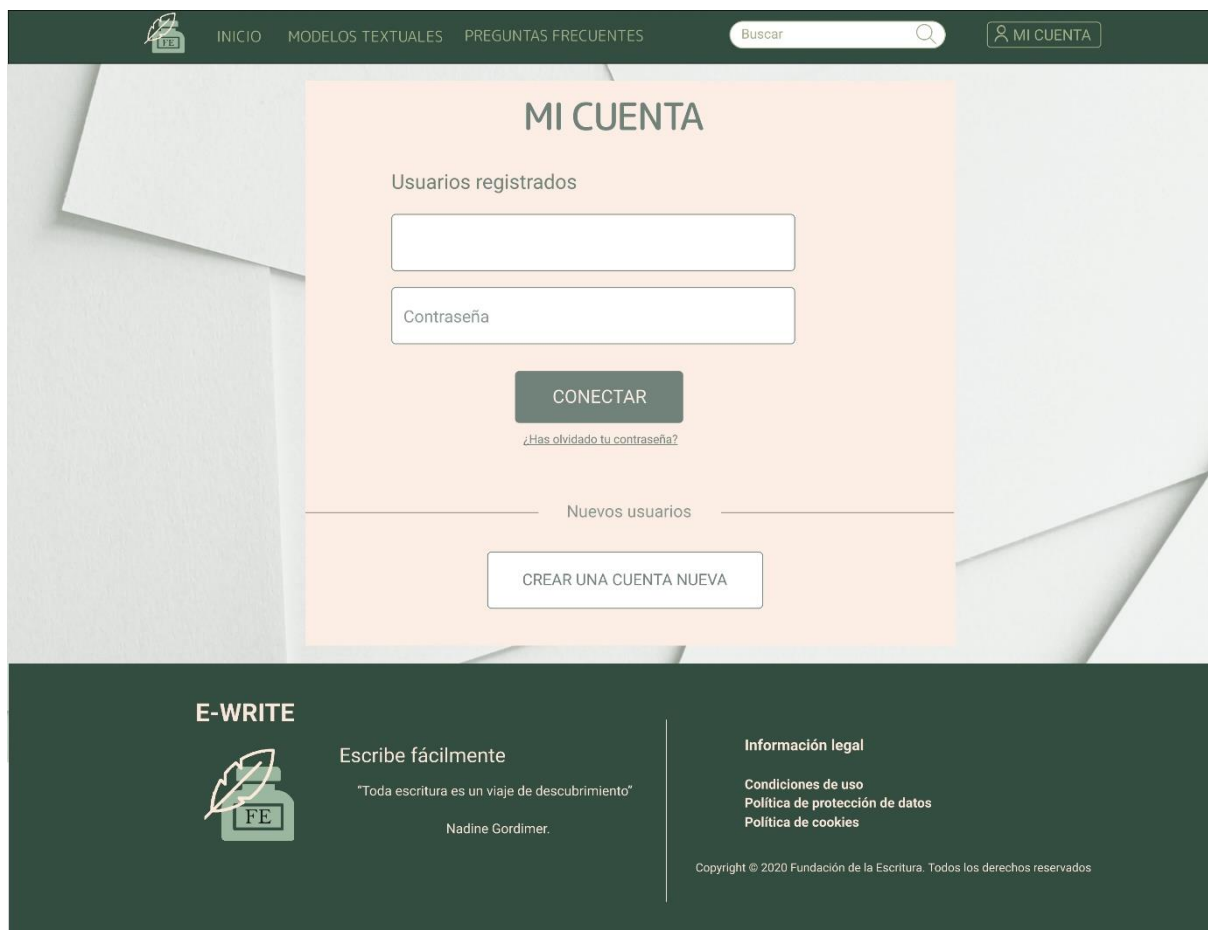 FE
INICIO
MODELOS TEXTUALES
PREGUNTAS FRECUENTES
Buscar
MI CUENTA
MI CUENTA
Usuarios registrados
Contraseña
CONECTAR
¿Has olvidado tu contraseña?
Nuevos usuarios
CREAR UNA CUENTA NUEVA
E-WRITE
FE
Escribe fácilmente
"Toda escritura es un viaje de descubrimiento"
Nadine Gordimer.
Información legal
Condiciones de uso
Política de protección de datos
Política de cookies
Copyright © 2020 Fundación de la Escritura. Todos los derechos reservados